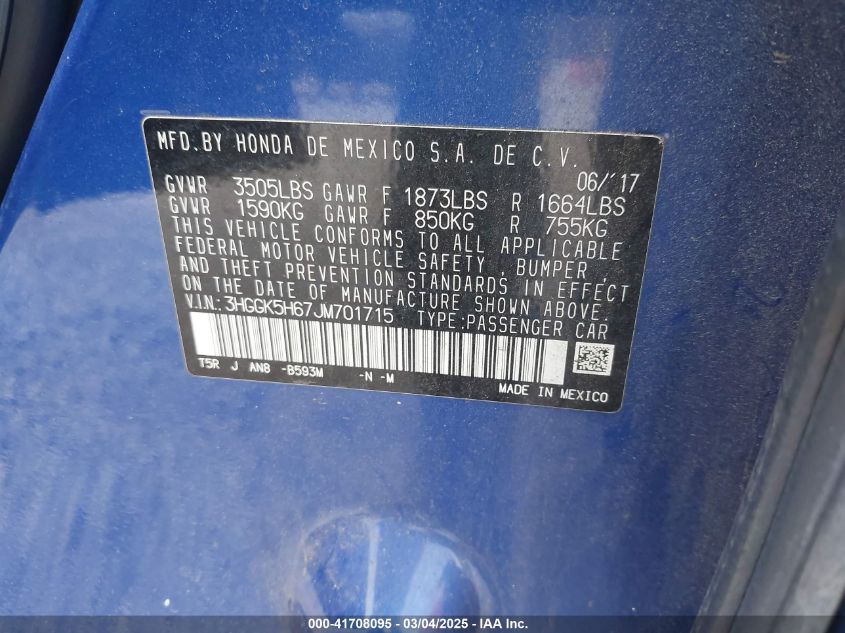 MFD.BY HONDA DE MEXICO S.A. DE C.V.
06/'17
GVWR 3505LBS GAWR F 1873LBS R 1664LBS
GVWR 1590KG GAWR F 850KG R 755KG
THIS VEHICLE CONFORMS TO ALL APPLICABLE
FEDERAL MOTOR VEHICLE SAFETY, BUMPER,
AND THEFT PREVENTION STANDARDS IN EFFECT
ON THE DATE OF MANUFACTURE SHOWN ABOVE.
V.I.N.: 3HGGK5H67JM701715 TYPE:PASSENGER CAR
T5R J AN8 -B593M -N -M
MADE IN MEXICO
000-41708095 - 03/04/2025 - IAA Inc.